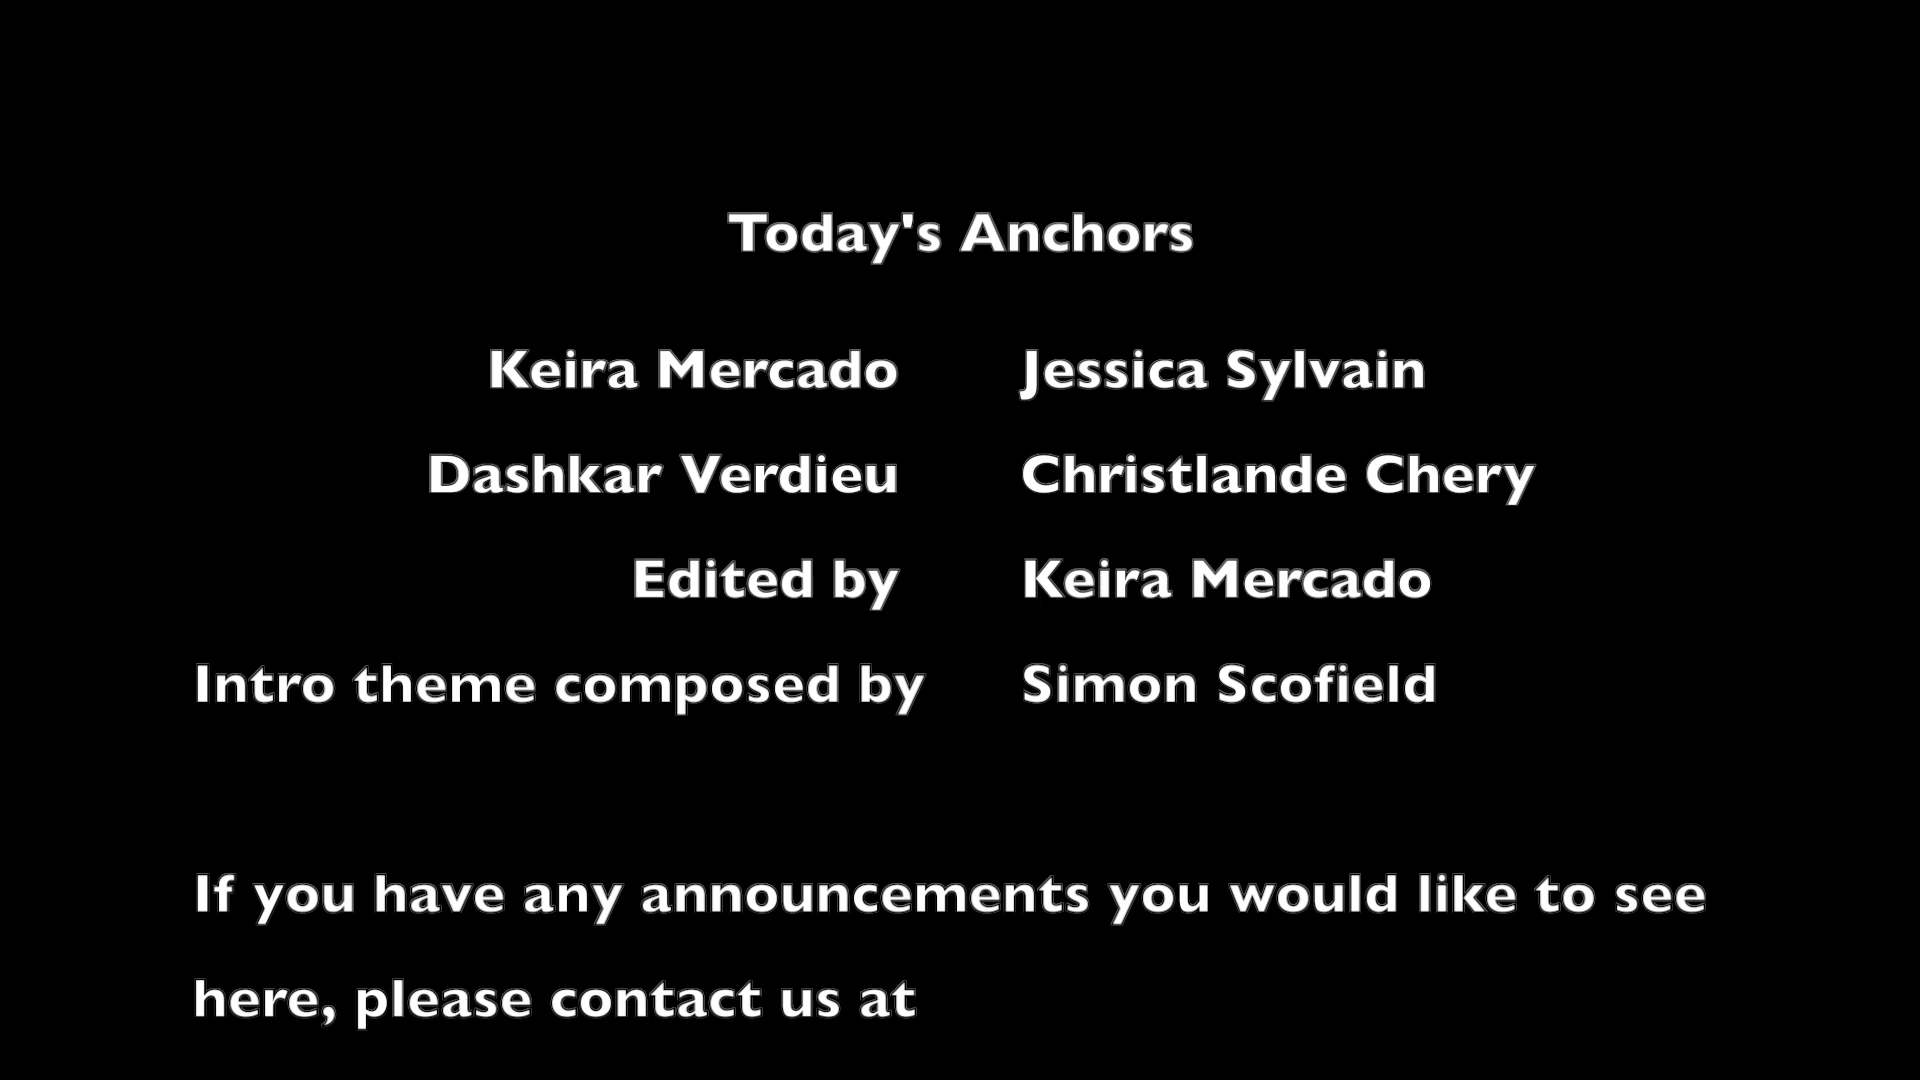 Today's Anchors
Keira Mercado Jessica Sylvain
Dashkar Verdieu Christlande Chery
Edited by Keira Mercado
Intro theme composed by Simon Scofield
If you have any announcements you would like to see
here, please contact us at